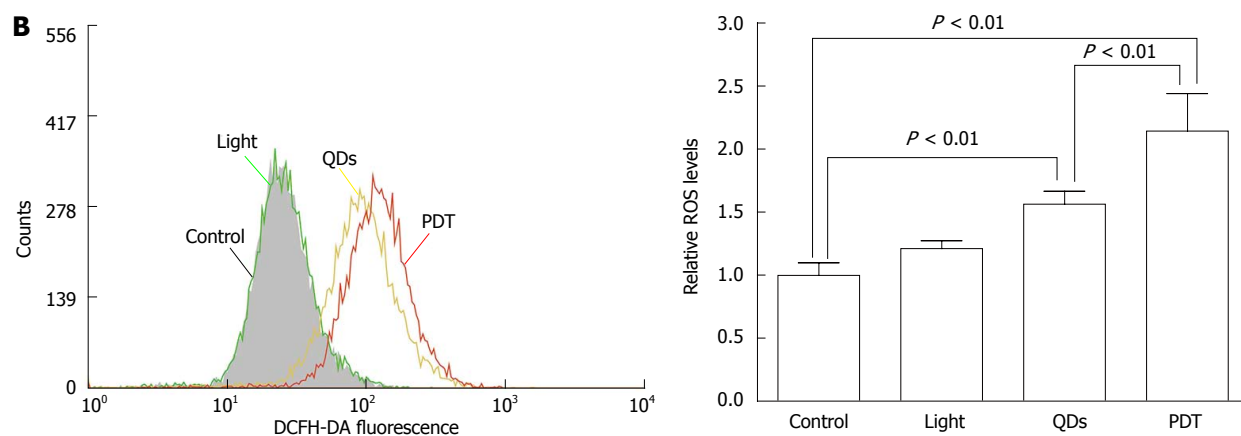 B
556
417
278
139
0
Counts
Light
QDs
Control
PDT
10^0
10^1
10^2
10^3
10^4
DCFH-DA fluorescence
3.0
2.5
2.0
1.5
1.0
0.5
0.0
Relative ROS levels
P < 0.01
P < 0.01
P < 0.01
Control
Light
QDs
PDT